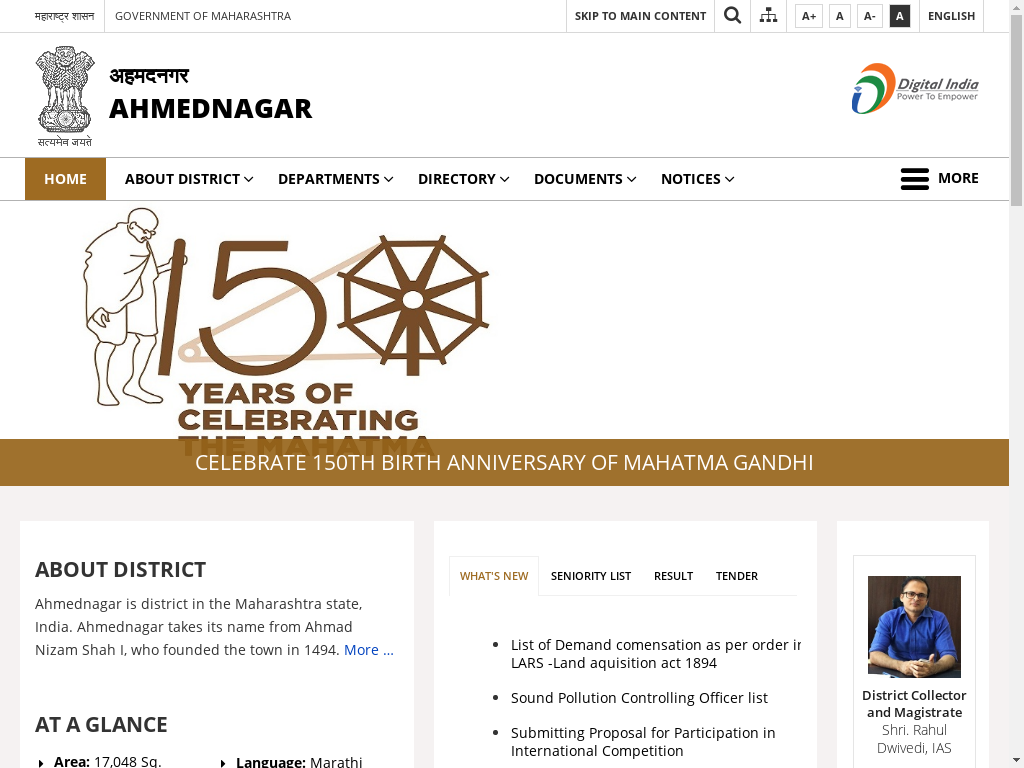 महाराष्ट्र शासन GOVERNMENT OF MAHARASHTRA SKIP TO MAIN CONTENT A+ A A- A ENGLISH
सत्यमेव जयते
अहमदनगर
AHMEDNAGAR
Digital India
Power To Empower
HOME ABOUT DISTRICT DEPARTMENTS DIRECTORY DOCUMENTS NOTICES MORE
150
YEARS OF
CELEBRATING
THE MAHATMA
CELEBRATE 150TH BIRTH ANNIVERSARY OF MAHATMA GANDHI
ABOUT DISTRICT
Ahmednagar is district in the Maharashtra state,
India. Ahmednagar takes its name from Ahmad
Nizam Shah I, who founded the town in 1494. More ...
AT A GLANCE
Area: 17,048 Sq.
Language: Marathi
WHAT'S NEW SENIORITY LIST RESULT TENDER
List of Demand comensation as per order in
LARS -Land aquisition act 1894
Sound Pollution Controlling Officer list
Submitting Proposal for Participation in
International Competition
District Collector
and Magistrate
Shri. Rahul
Dwivedi, IAS